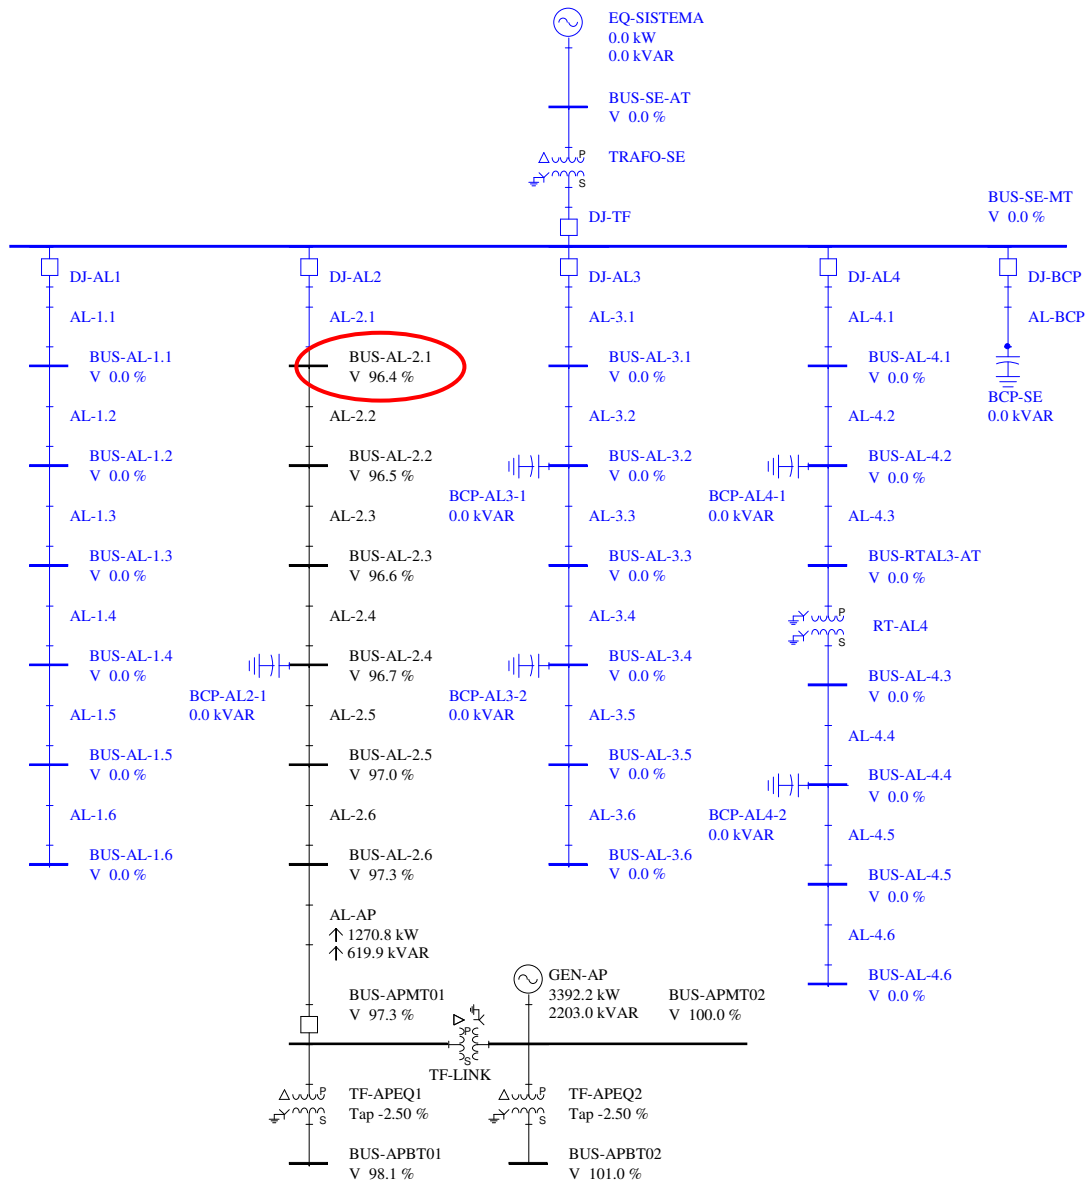 EQ-SISTEMA
0.0 kW
0.0 kVAR
BUS-SE-AT
V 0.0 %
P
TRAFO-SE
S
BUS-SE-MT
V 0.0 %
DJ-TF
DJ-AL1
DJ-AL2
DJ-AL3
DJ-AL4
DJ-BCP
AL-1.1
AL-2.1
AL-3.1
AL-4.1
AL-BCP
BUS-AL-1.1
V 0.0 %
BUS-AL-2.1
V 96.4 %
BUS-AL-3.1
V 0.0 %
BUS-AL-4.1
V 0.0 %
BCP-SE
0.0 kVAR
AL-1.2
AL-2.2
AL-3.2
AL-4.2
BUS-AL-1.2
V 0.0 %
BUS-AL-2.2
V 96.5 %
BUS-AL-3.2
V 0.0 %
BUS-AL-4.2
V 0.0 %
BCP-AL3-1
0.0 kVAR
BCP-AL4-1
0.0 kVAR
AL-1.3
AL-2.3
AL-3.3
AL-4.3
BUS-AL-1.3
V 0.0 %
BUS-AL-2.3
V 96.6 %
BUS-AL-3.3
V 0.0 %
BUS-RTAL3-AT
V 0.0 %
AL-1.4
AL-2.4
AL-3.4
P
RT-AL4
S
BUS-AL-1.4
V 0.0 %
BUS-AL-2.4
V 96.7 %
BUS-AL-3.4
V 0.0 %
BUS-AL-4.3
V 0.0 %
BCP-AL2-1
0.0 kVAR
BCP-AL3-2
0.0 kVAR
AL-1.5
AL-2.5
AL-3.5
AL-4.4
BUS-AL-1.5
V 0.0 %
BUS-AL-2.5
V 97.0 %
BUS-AL-3.5
V 0.0 %
BUS-AL-4.4
V 0.0 %
BCP-AL4-2
0.0 kVAR
AL-1.6
AL-2.6
AL-3.6
AL-4.5
BUS-AL-1.6
V 0.0 %
BUS-AL-2.6
V 97.3 %
BUS-AL-3.6
V 0.0 %
BUS-AL-4.5
V 0.0 %
AL-AP
1270.8 kW
619.9 kVAR
AL-4.6
BUS-AL-4.6
V 0.0 %
GEN-AP
3392.2 kW
2203.0 kVAR
BUS-APMT01
V 97.3 %
BUS-APMT02
V 100.0 %
P
S
TF-LINK
P
TF-APEQ1
Tap -2.50 %
S
P
TF-APEQ2
Tap -2.50 %
S
BUS-APBT01
V 98.1 %
BUS-APBT02
V 101.0 %